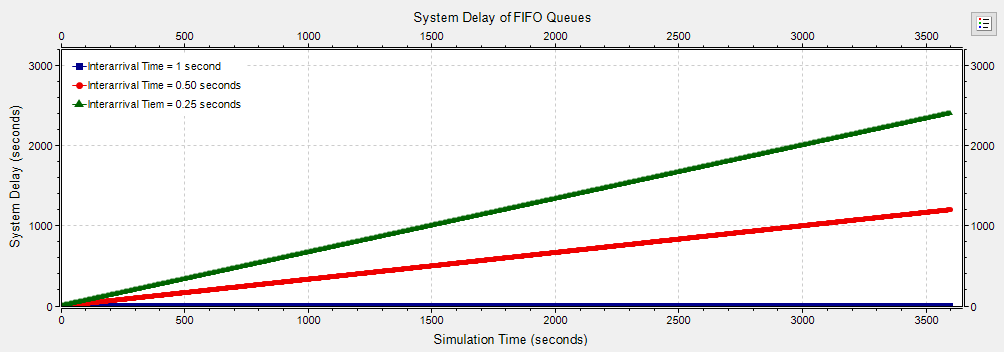 System Delay of FIFO Queues
0 500 1000 1500 2000 2500 3000 3500
3000 Interarrival Time = 1 second 3000
Interarrival Time = 0.50 seconds
Interarrival Tiem = 0.25 seconds
System Delay (seconds)
2000 2000
1000 1000
0 0
0 500 1000 1500 2000 2500 3000 3500
Simulation Time (seconds)